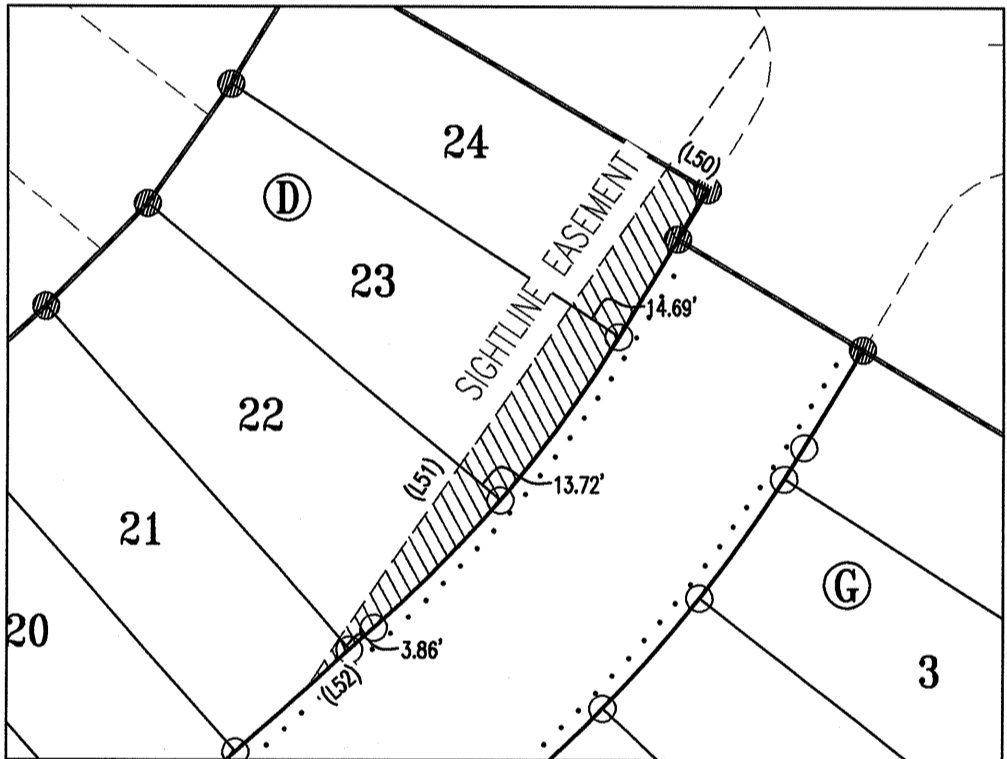 24
(L50)
D
SIGHTLINE EASEMENT
23
14.69'
22
(L51)
13.72'
21
G
20
3.86'
3
(L52)